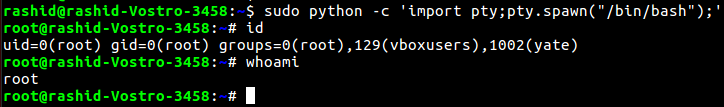 rashid@rashid-Vostro-3458:~$ sudo python -c 'import pty;pty.spawn("/bin/bash");'
root@rashid-Vostro-3458:~# id
uid=0(root) gid=0(root) groups=0(root),129(vboxusers),1002(yate)
root@rashid-Vostro-3458:~# whoami
root
root@rashid-Vostro-3458:~#